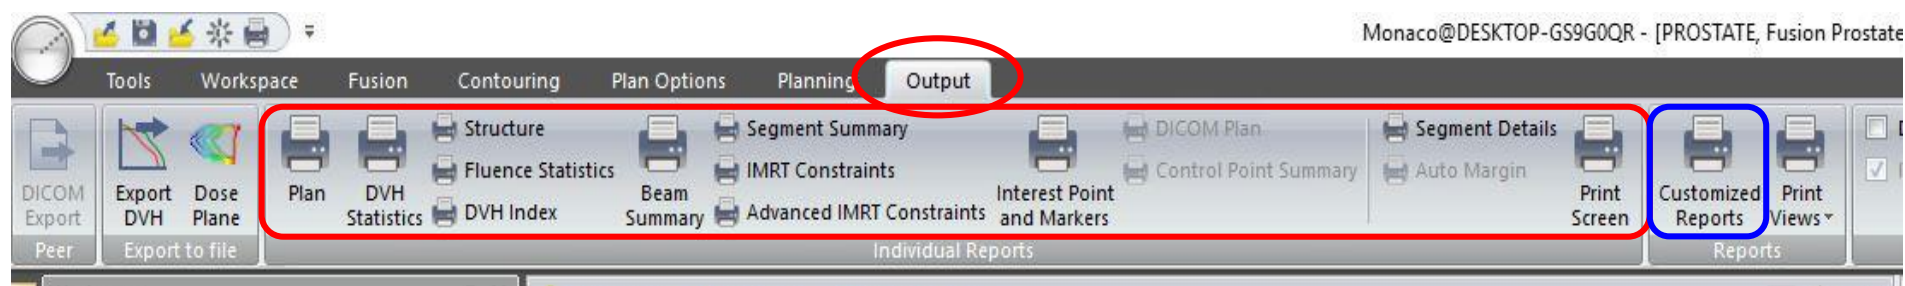 Monaco@DESKTOP-GS9G0QR - [PROSTATE, Fusion Prostate
Tools Workspace Fusion Contouring Plan Options Planning Output
DICOM Export
Export DVH
Dose Plane
Plan
DVH Statistics
Structure
Fluence Statistics
DVH Index
Beam Summary
Segment Summary
IMRT Constraints
Advanced IMRT Constraints
Interest Point and Markers
DICOM Plan
Control Point Summary
Segment Details
Auto Margin
Print Screen
Customized Reports
Print Views
Peer Export to file Individual Reports Reports